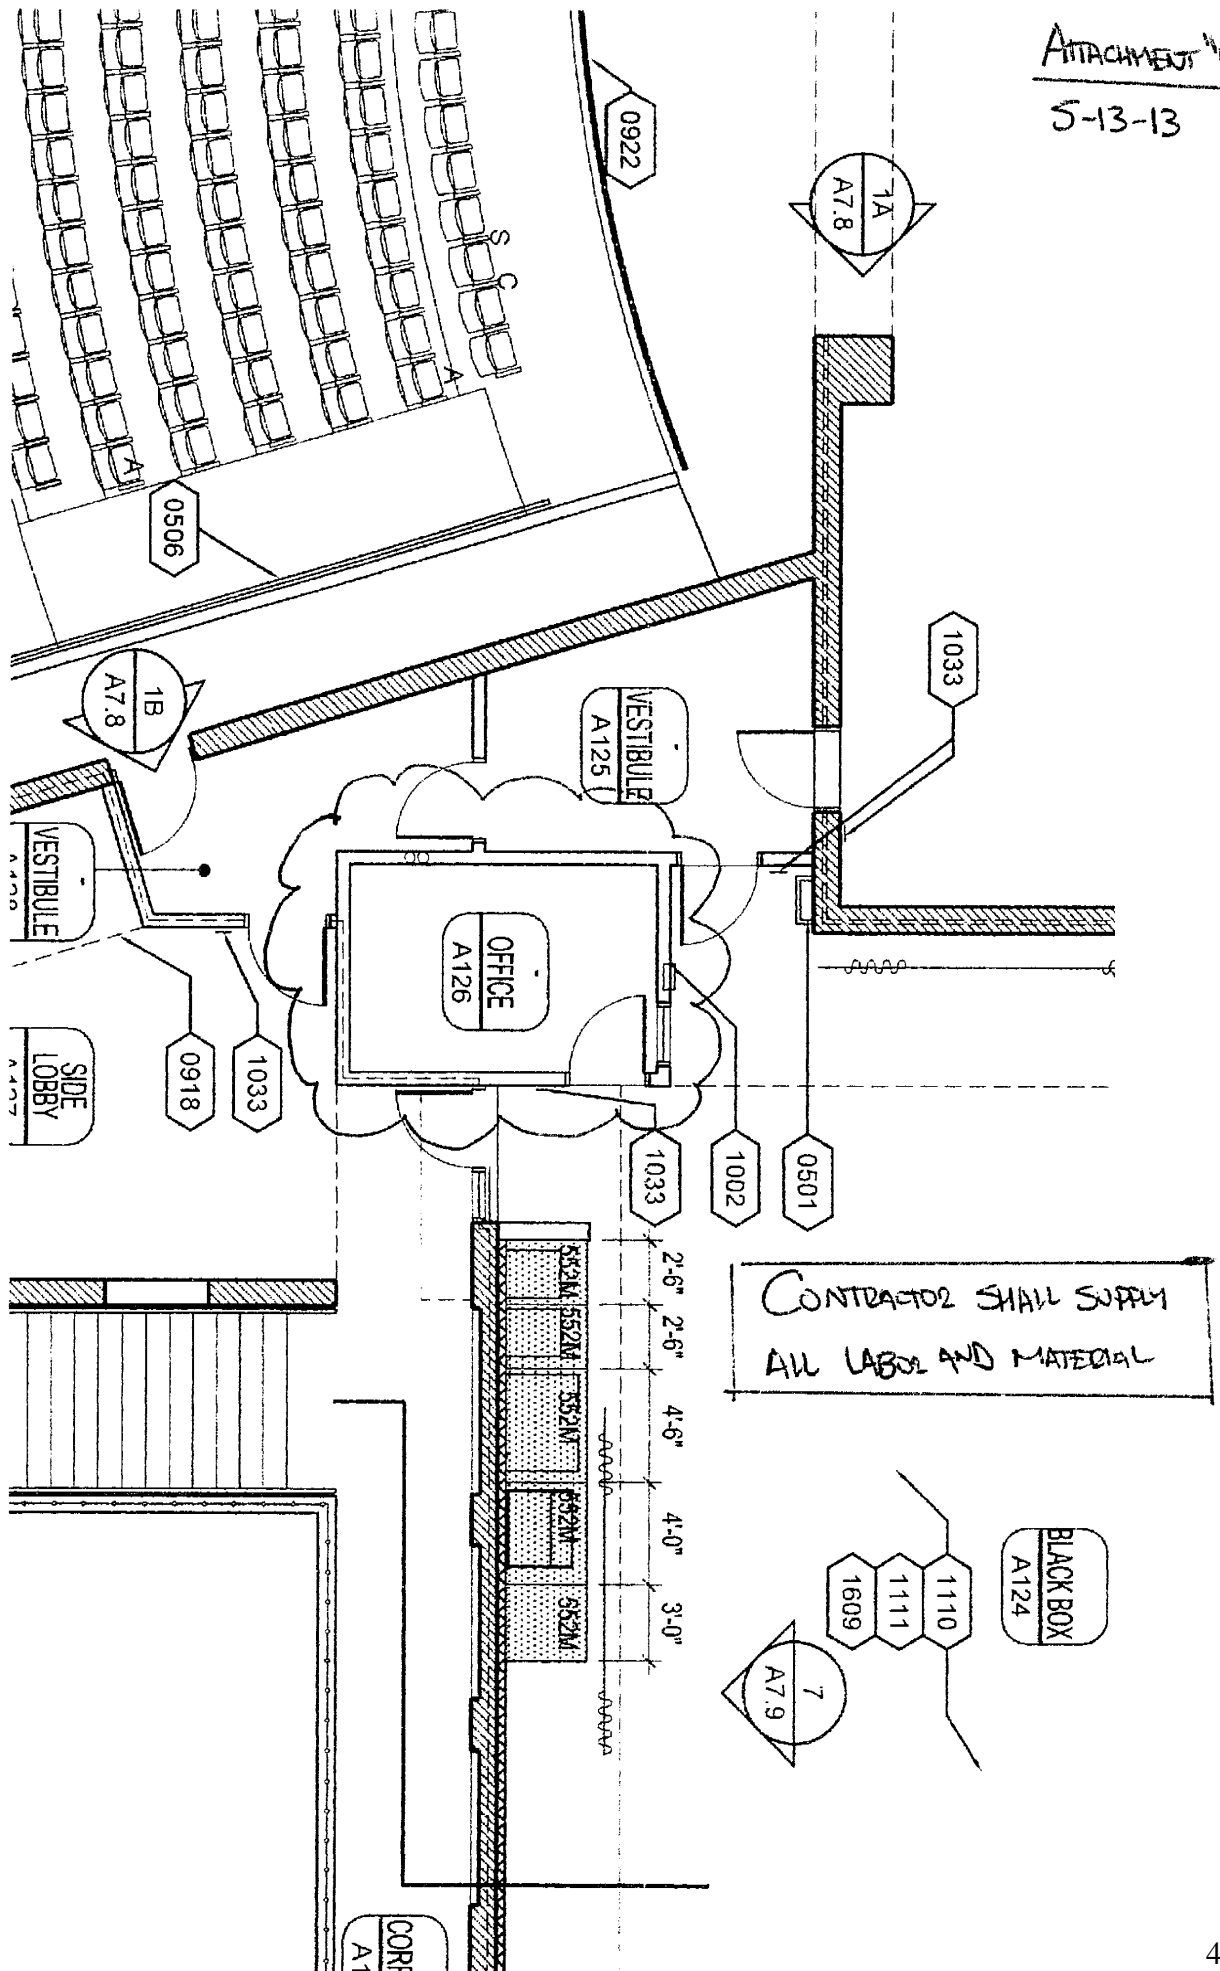 ATTACHMENT
5-13-13
0922
1A
A7.8
S
C
A
A
0506
1033
1B
A7.8
VESTIBULE
A125
VESTIBULE
OFFICE
A126
SIDE
LOBBY
0918
1033
1033
1002
0501
2'-6"
2'-6"
4'-6"
4'-0"
3'-0"
552M
552M
552M
552M
552M
CONTRACTOR SHALL SUPPLY
ALL LABOR AND MATERIAL
BLACK BOX
A124
1110
1111
1609
7
A7.9
4